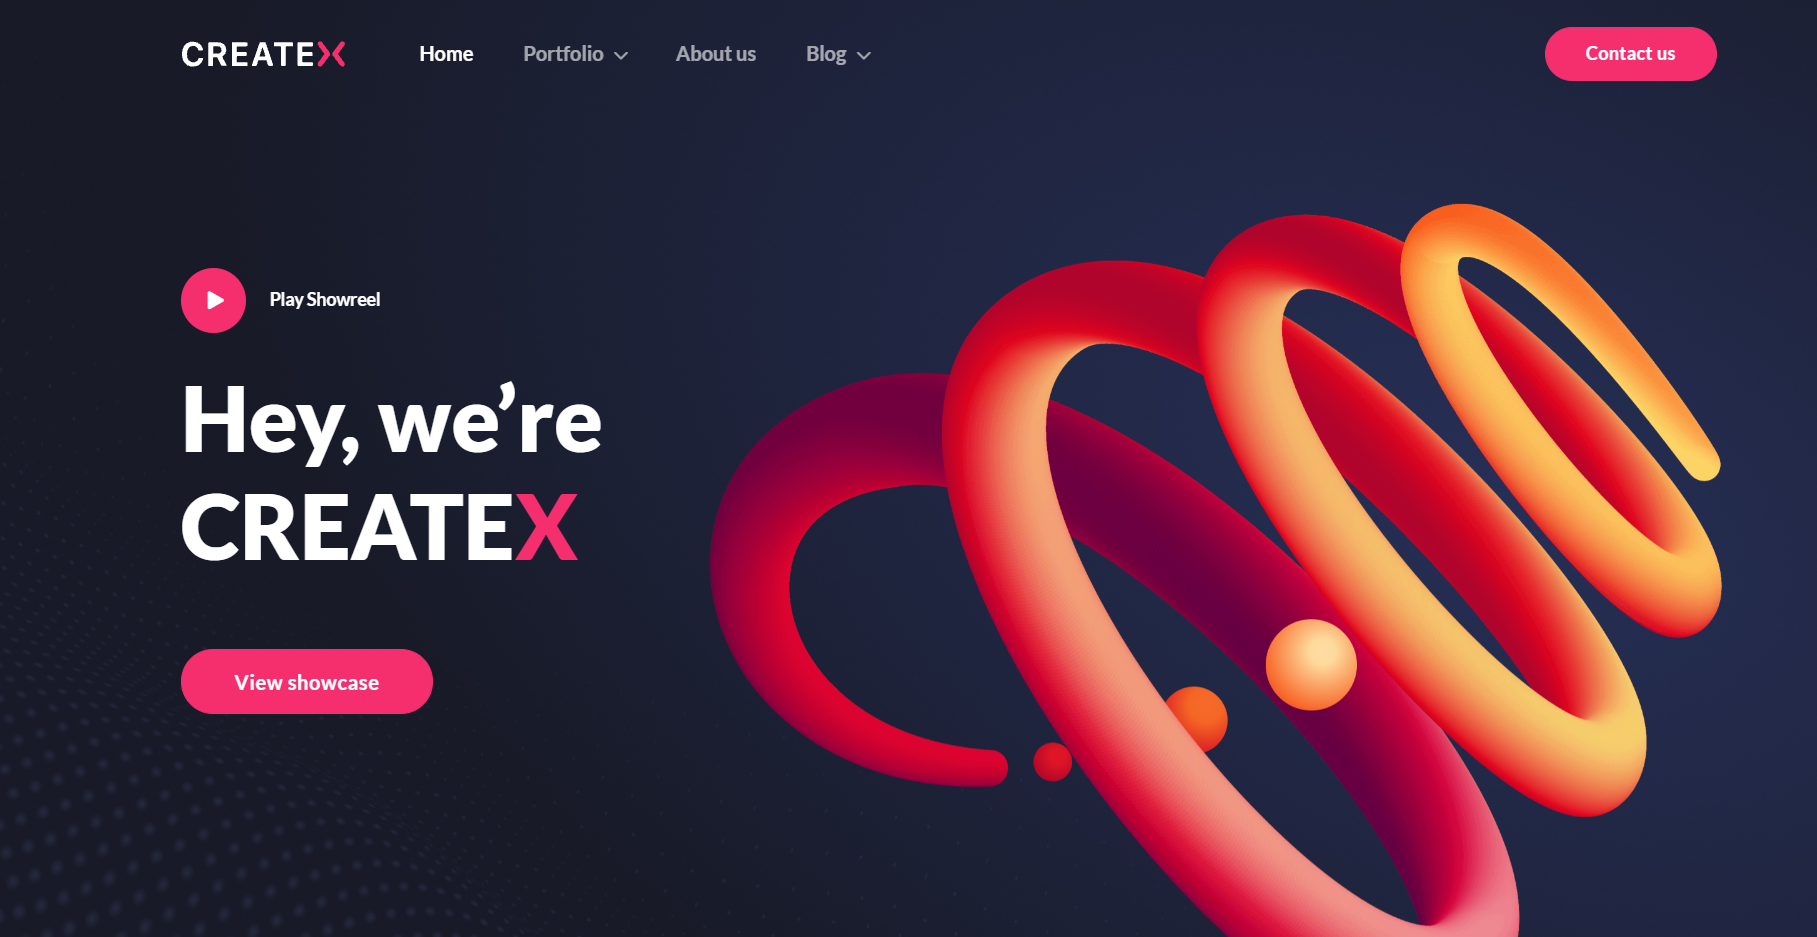 CREATEX
Home
Portfolio
About us
Blog
Contact us
Play Showreel
Hey, we’re
CREATEX
View showcase